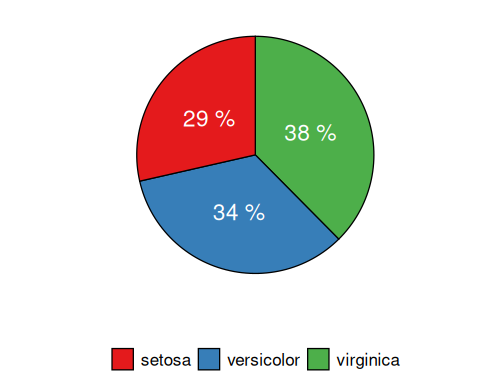 29 %
38 %
34 %
setosa versicolor virginica